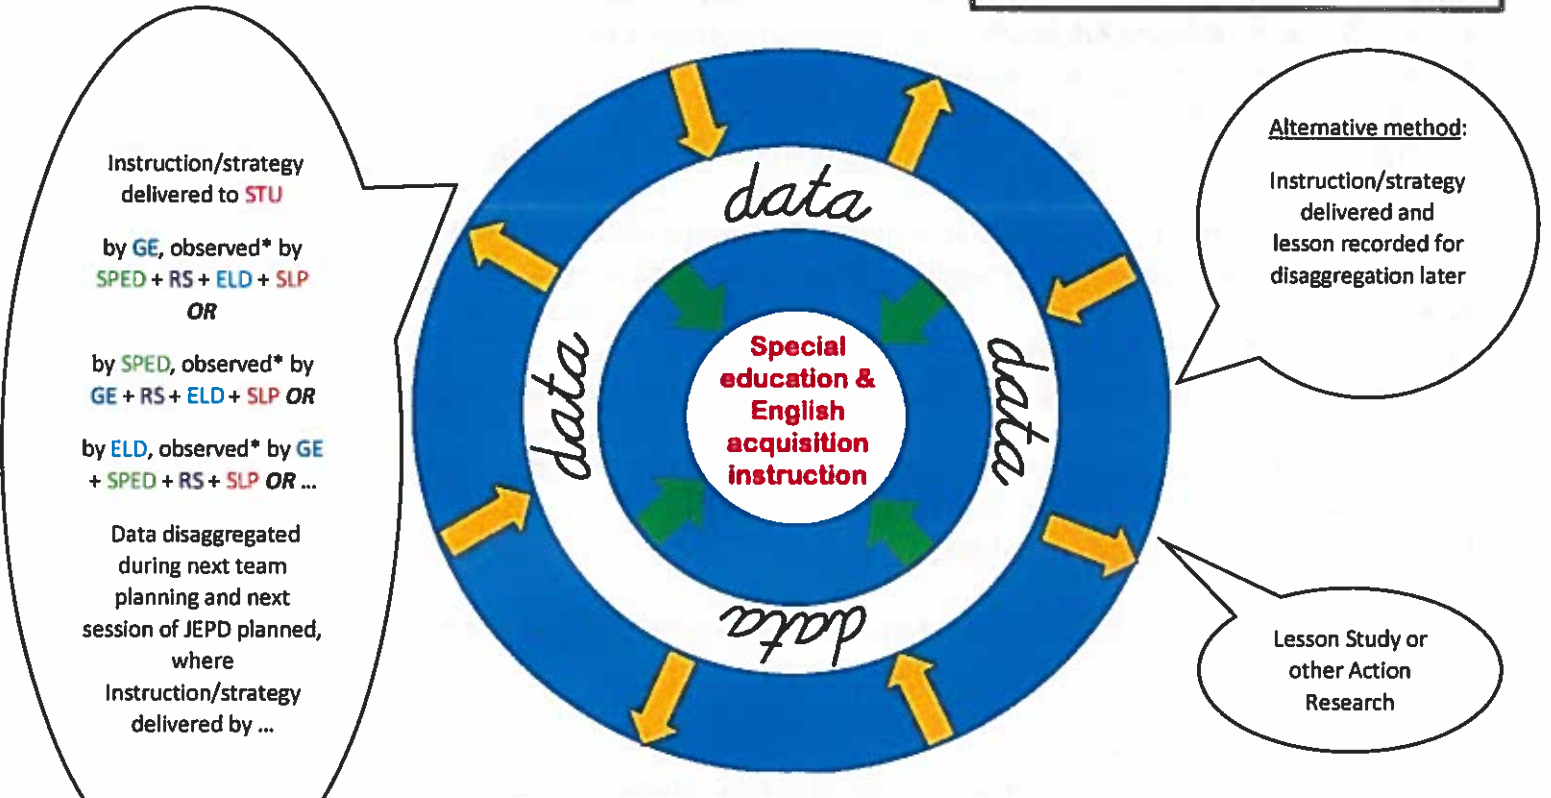 Instruction/strategy
delivered to STU
by GE, observed* by
SPED + RS + ELD + SLP
OR
by SPED, observed* by
GE + RS + ELD + SLP OR
by ELD, observed* by GE
+ SPED + RS + SLP OR ...
Data disaggregated
during next team
planning and next
session of JEPD planned,
where
Instruction/strategy
delivered by ...
data
data
data
data
Special
education &
English
acquisition
instruction
Alternative method:
Instruction/strategy
delivered and
lesson recorded for
disaggregation later
Lesson Study or
other Action
Research